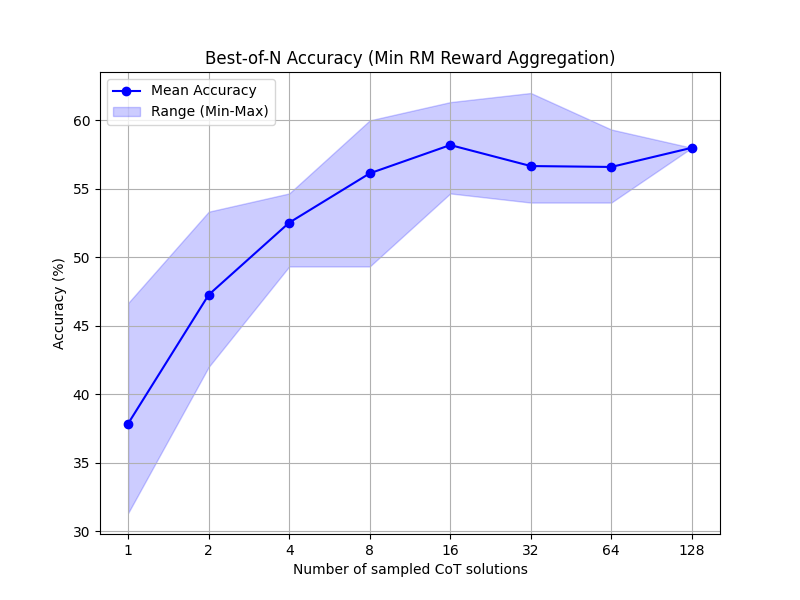 Best-of-N Accuracy (Min RM Reward Aggregation)
Mean Accuracy
Range (Min-Max)
Accuracy (%)
60
55
50
45
40
35
30
1 2 4 8 16 32 64 128
Number of sampled CoT solutions